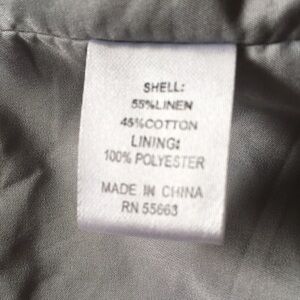 SHELL:
55%LINEN
45%COTTON
LINING:
100% POLYESTER
MADE IN CHINA
RN 55663